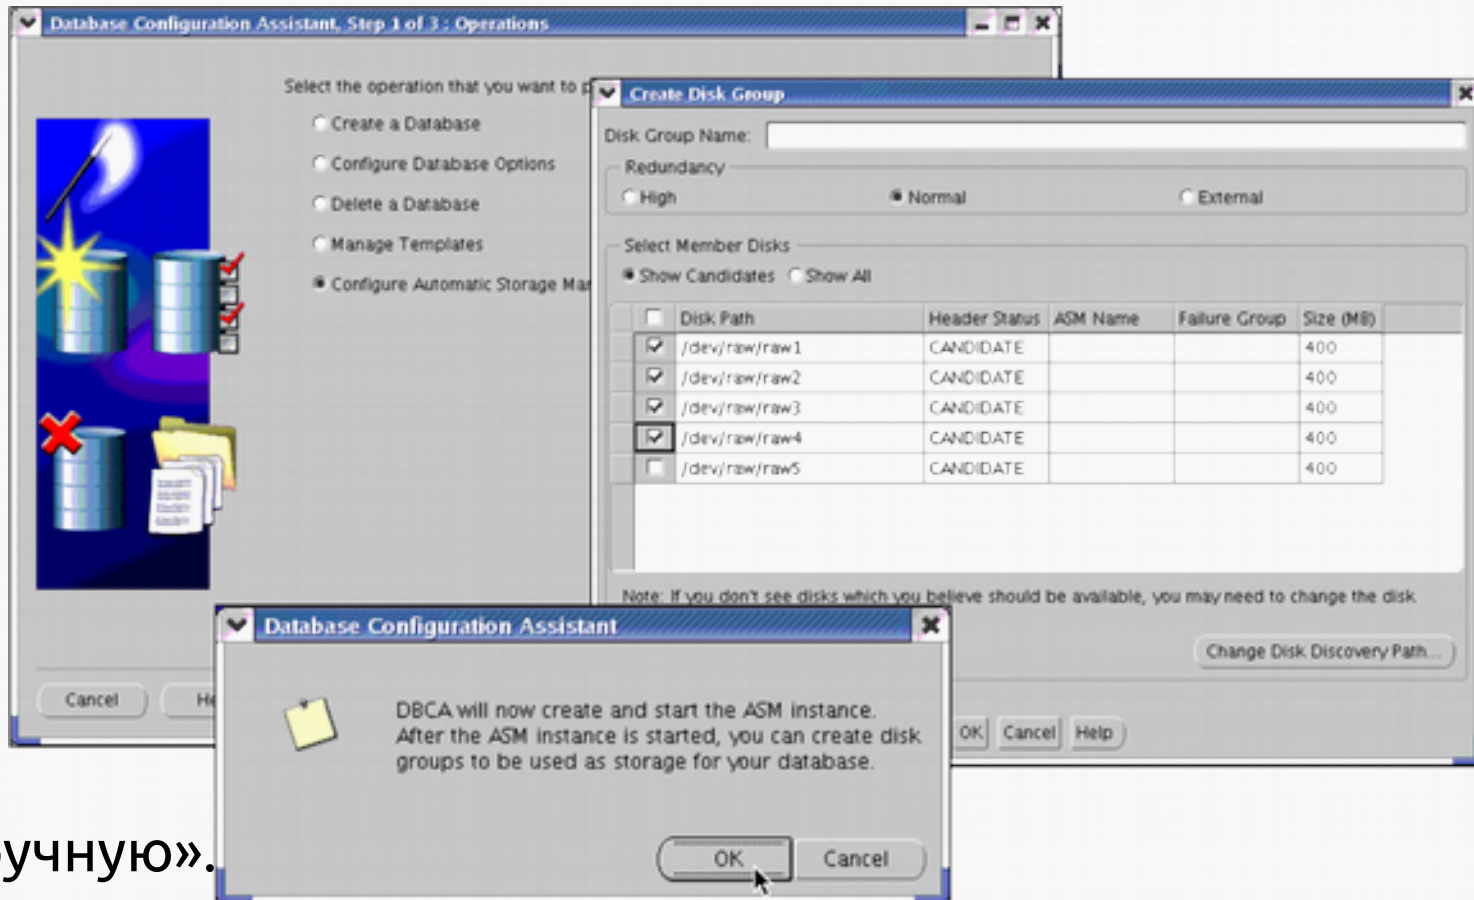 Database Configuration Assistant, Step 1 of 3 : Operations
Select the operation that you want to
Create a Database
Configure Database Options
Delete a Database
Manage Templates
Configure Automatic Storage
Cancel
Create Disk Group
Disk Group Name:
Redundancy
High Normal External
Select Member Disks
Show Candidates Show All
Disk Path Header Status ASM Name Failure Group Size (MB)
/dev/raw/raw1 CANDIDATE 400
/dev/raw/raw2 CANDIDATE 400
/dev/raw/raw3 CANDIDATE 400
/dev/raw/raw4 CANDIDATE 400
/dev/raw/raw5 CANDIDATE 400
Note: If you don't see disks which you believe should be available, you may need to change the disk
Change Disk Discovery Path...
OK Cancel Help
Database Configuration Assistant
DBCA will now create and start the ASM instance.
After the ASM instance is started, you can create disk
groups to be used as storage for your database.
OK Cancel
учную».